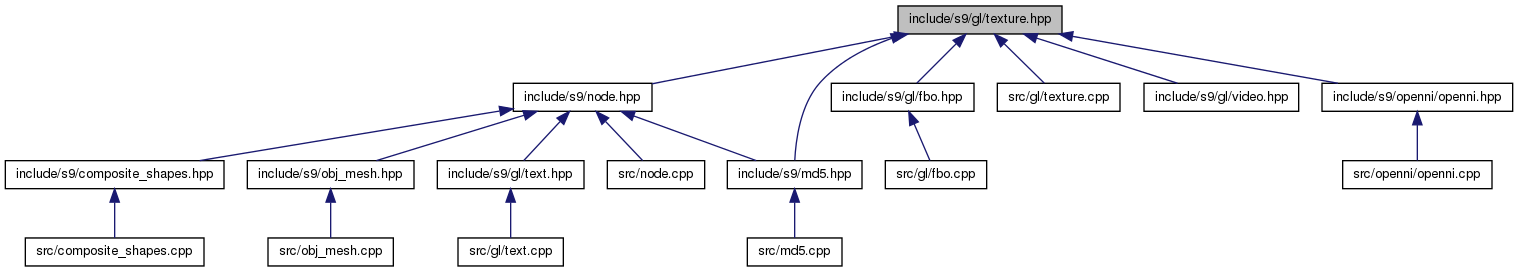 include/s9/gl/texture.hpp
include/s9/node.hpp
include/s9/gl/fbo.hpp
src/gl/texture.cpp
include/s9/gl/video.hpp
include/s9/openni/openni.hpp
include/s9/composite_shapes.hpp
include/s9/obj_mesh.hpp
include/s9/gl/text.hpp
src/node.cpp
include/s9/md5.hpp
src/gl/fbo.cpp
src/openni/openni.cpp
src/composite_shapes.cpp
src/obj_mesh.cpp
src/gl/text.cpp
src/md5.cpp